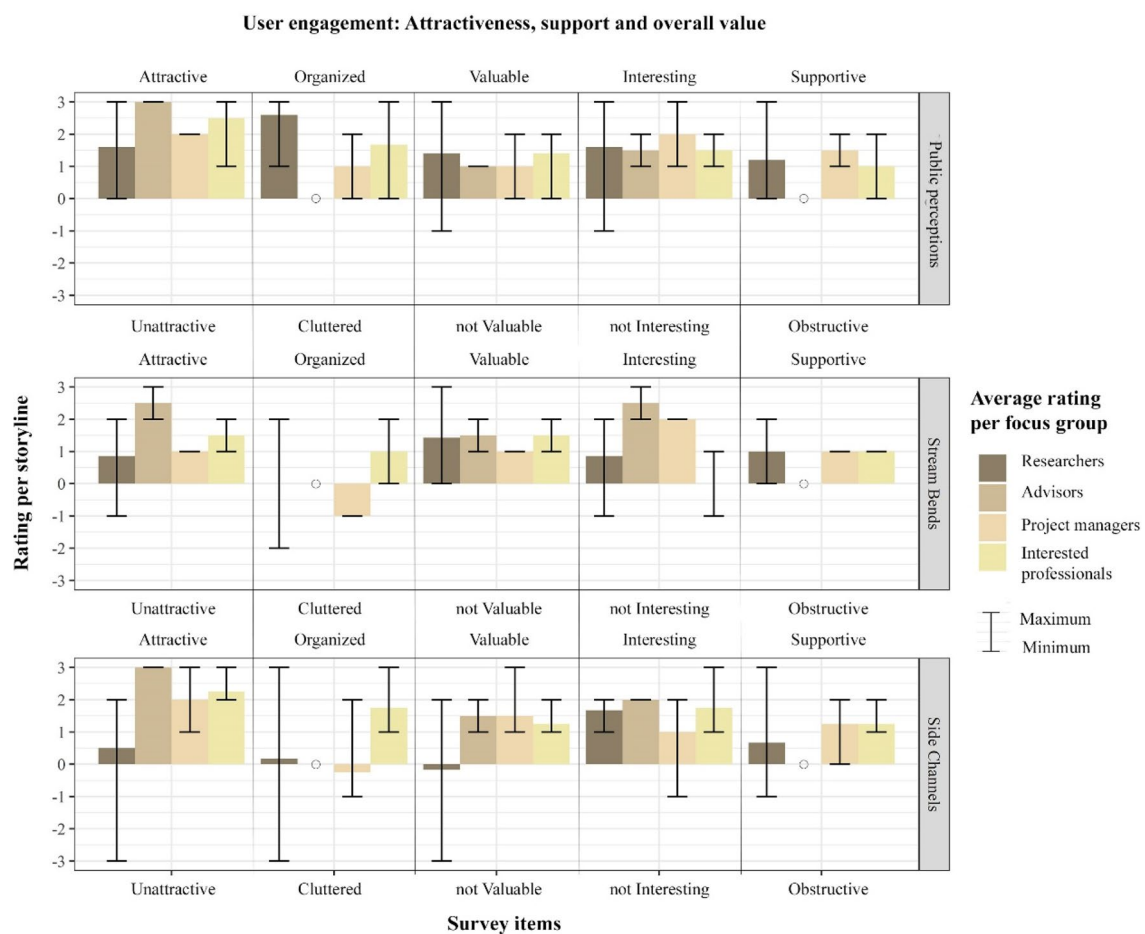 User engagement: Attractiveness, support and overall value
Attractive Organized Valuable Interesting Supportive
3
2
1
0
-1
-2
-3
Public perceptions
Unattractive Cluttered not Valuable not Interesting Obstructive
Attractive Organized Valuable Interesting Supportive
3
2
1
0
-1
-2
-3
Stream Bends
Unattractive Cluttered not Valuable not Interesting Obstructive
Attractive Organized Valuable Interesting Supportive
3
2
1
0
-1
-2
-3
Side Channels
Unattractive Cluttered not Valuable not Interesting Obstructive
Rating per storyline
Survey items
Average rating
per focus group
Researchers
Advisors
Project managers
Interested
professionals
Maximum
Minimum